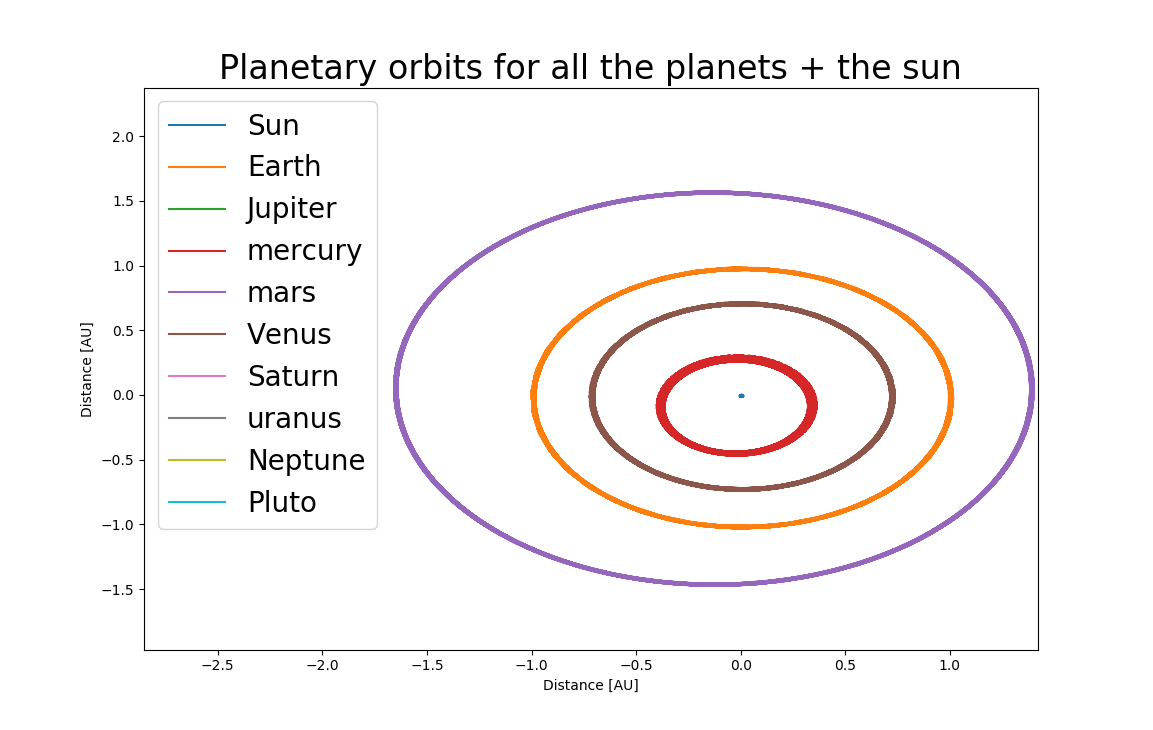 Planetary orbits for all the planets + the sun
Sun
Earth
Jupiter
mercury
mars
Venus
Saturn
uranus
Neptune
Pluto
Distance [AU]
2.0
1.5
1.0
0.5
0.0
−0.5
−1.0
−1.5
−2.5
−2.0
−1.5
−1.0
−0.5
0.0
0.5
1.0
Distance [AU]